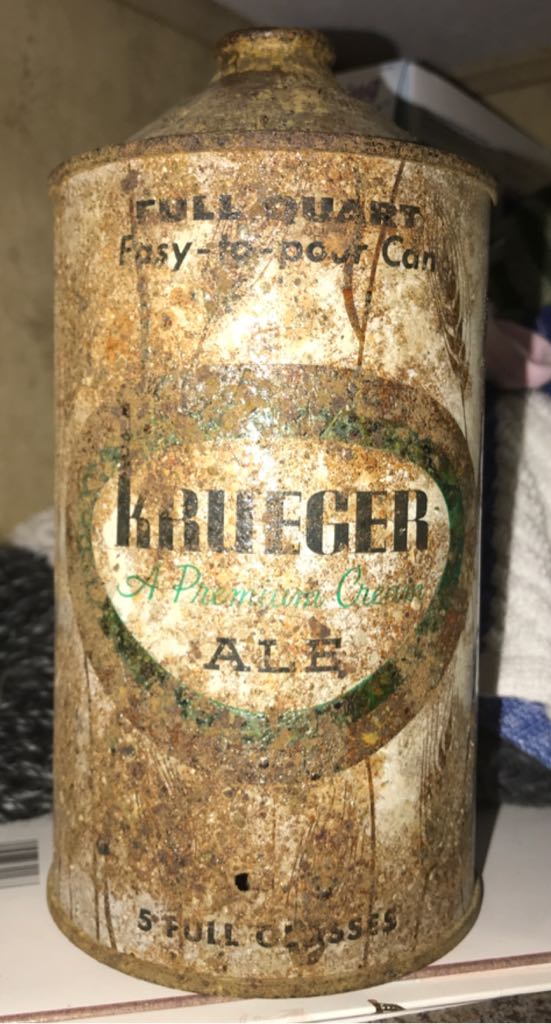 FULL QUART
Easy-to-pour Can
KRUEGER
A Premium Cream
ALE
5 FULL GLASSES